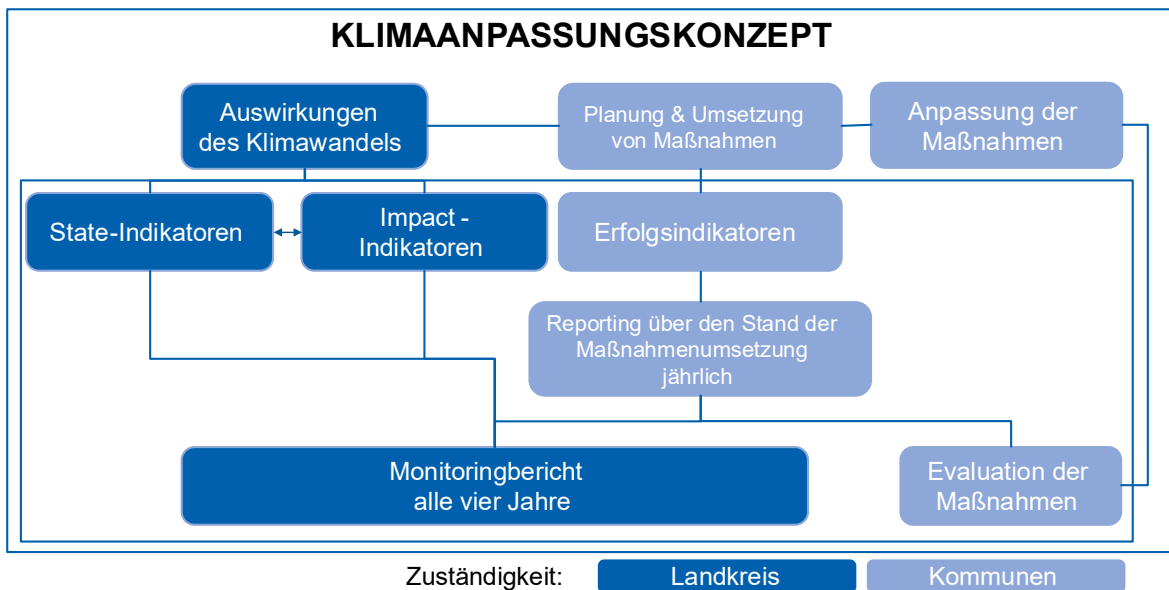 KLIMAANPASSUNGSKONZEPT
Auswirkungen
des Klimawandels
Planung & Umsetzung
von Maßnahmen
Anpassung der
Maßnahmen
State-Indikatoren
Impact -
Indikatoren
Erfolgsindikatoren
Reporting über den Stand der
Maßnahmenumsetzung
jährlich
Monitoringbericht
alle vier Jahre
Evaluation der
Maßnahmen
Zuständigkeit:
Landkreis
Kommunen